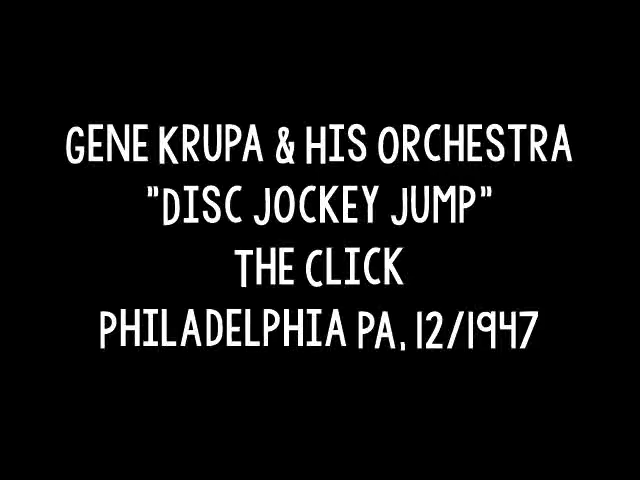 GENE KRUPA & HIS ORCHESTRA
"DISC JOCKEY JUMP"
THE CLICK
PHILADELPHIA PA, 12/1947